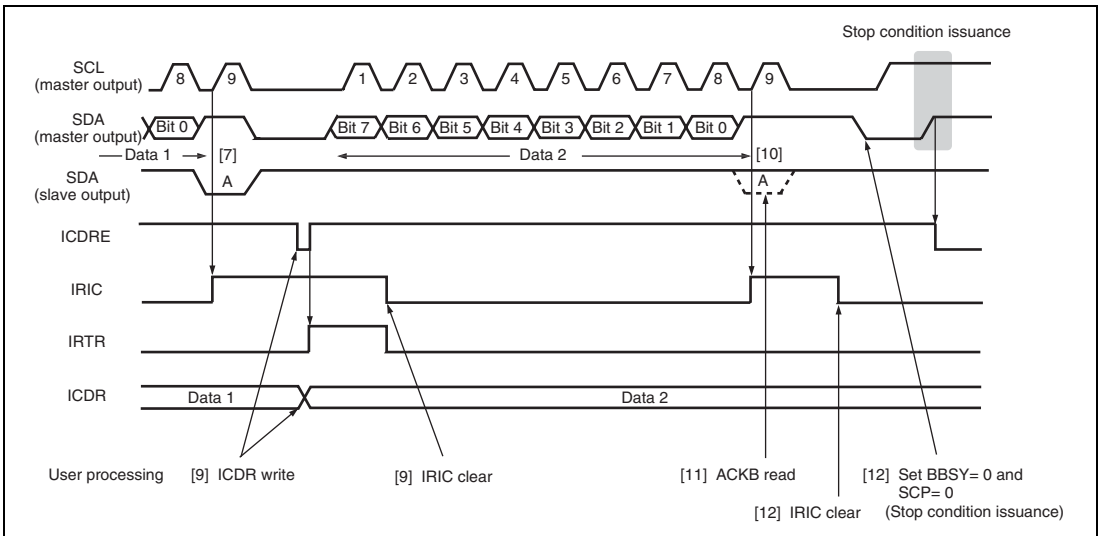 Stop condition issuance
SCL
(master output)
8 9 1 2 3 4 5 6 7 8 9
SDA
(master output)
Bit 0 Bit 7 Bit 6 Bit 5 Bit 4 Bit 3 Bit 2 Bit 1 Bit 0
Data 1 [7] Data 2 [10]
SDA
(slave output)
A A
ICDRE
IRIC
IRTR
ICDR
Data 1 Data 2
User processing [9] ICDR write [9] IRIC clear [11] ACKB read [12] Set BBSY= 0 and
SCP= 0
[12] IRIC clear (Stop condition issuance)